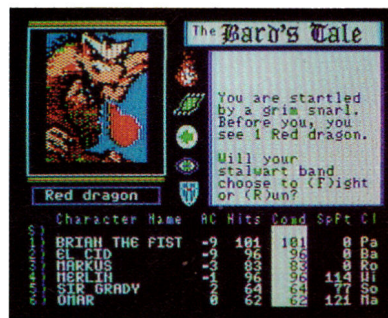 The Bard's Tale
You are startled
by a grim snarl.
Before you, you
see 1 Red dragon.
Will your
stalwart band
choose to (F)ight
or (R)un?
Red dragon
Character Name AC Hits Cond SpPt Cl
S)
1) BRIAN THE FIST -9 101 101 0 Pa
2) EL CID -9 96 96 0 Ba
3) MARKUS -3 83 83 0 Ro
4) MERLIN -1 96 96 114 Wi
5) SIR GRADY 2 64 64 77 So
6) OMAR 0 62 62 121 Ma